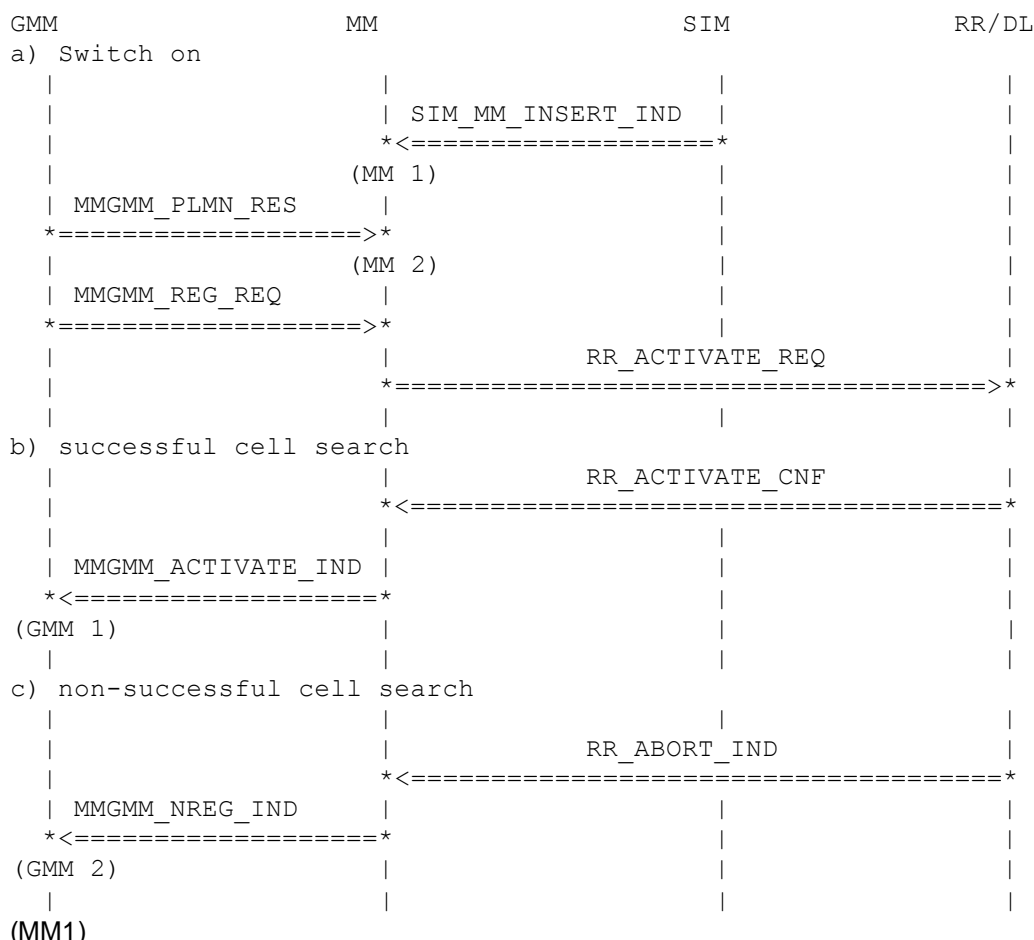 GMM                  MM                   SIM              RR/DL
a) Switch on
  |                    |                    |                 |
  |                    | SIM_MM_INSERT_IND  |                 |
  |                    *<===================*                 |
  |                  (MM 1)                 |                 |
  | MMGMM_PLMN_RES     |                    |                 |
  *===================>*                    |                 |
  |                  (MM 2)                 |                 |
  | MMGMM_REG_REQ      |                    |                 |
  *===================>*                    |                 |
  |                    |            RR_ACTIVATE_REQ           |
  |                    *=====================================>*
  |                    |                    |                 |
b) successful cell search
  |                    |            RR_ACTIVATE_CNF           |
  |                    *<=====================================*
  |                    |                    |                 |
  | MMGMM_ACTIVATE_IND |                    |                 |
  *<===================*                    |                 |
(GMM 1)                |                    |                 |
  |                    |                    |                 |
c) non-successful cell search
  |                    |                    |                 |
  |                    |            RR_ABORT_IND              |
  |                    *<=====================================*
  | MMGMM_NREG_IND     |                    |                 |
  *<===================*                    |                 |
(GMM 2)                |                    |                 |
  |                    |                    |                 |
(MM1)